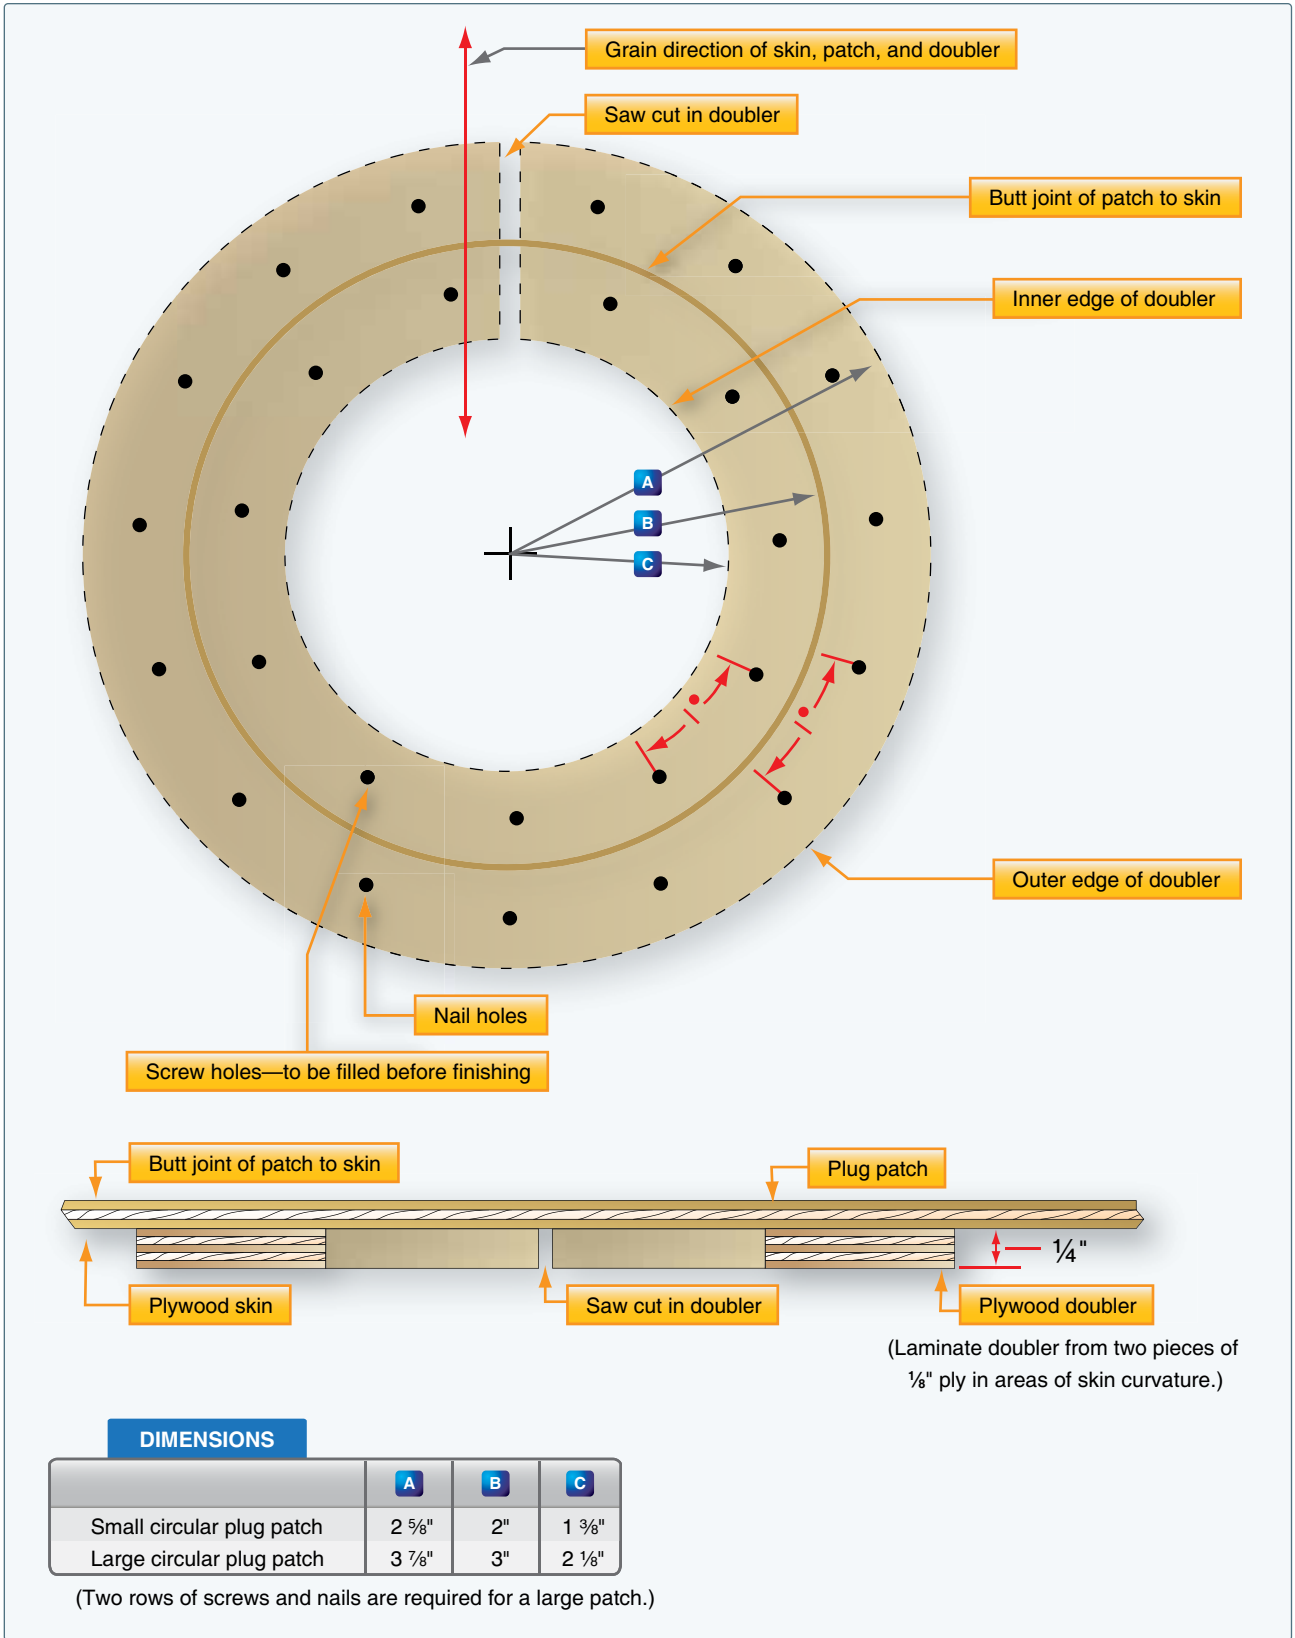 Grain direction of skin, patch, and doubler
Saw cut in doubler
Butt joint of patch to skin
Inner edge of doubler
A
B
C
Outer edge of doubler
Nail holes
Screw holes—to be filled before finishing
Butt joint of patch to skin
Plug patch
¼"
Plywood skin
Saw cut in doubler
Plywood doubler
(Laminate doubler from two pieces of
⅛" ply in areas of skin curvature.)
DIMENSIONS
A B C
Small circular plug patch 2 ⅝" 2" 1 ⅜"
Large circular plug patch 3 ⅞" 3" 2 ⅛"
(Two rows of screws and nails are required for a large patch.)